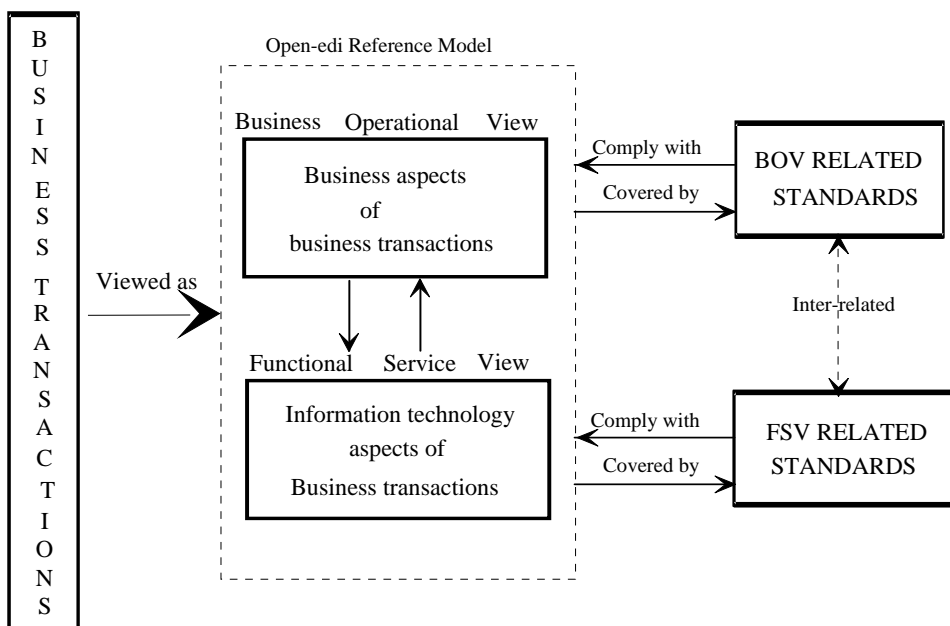 BUSINESS TRANSACTIONS
Open-edi Reference Model
Business Operational View
Business aspects
of
business transactions
Viewed as
Functional Service View
Information technology
aspects of
Business transactions
Comply with
Covered by
BOV RELATED
STANDARDS
Inter-related
Comply with
Covered by
FSV RELATED
STANDARDS